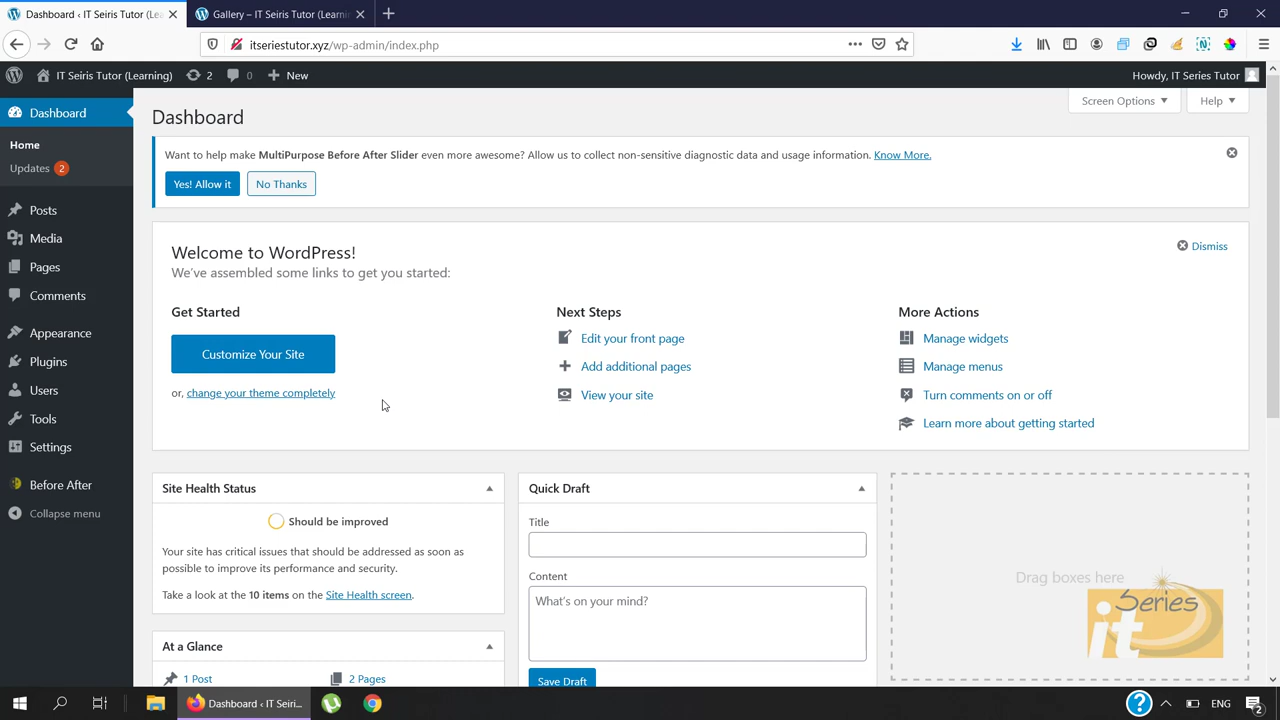 Dashboard ‹ IT Seiris Tutor (Lea
Gallery – IT Seiris Tutor (Learning
itseriestutor.xyz/wp-admin/index.php
IT Seiris Tutor (Learning)
2
0
New
Howdy, IT Series Tutor
Dashboard
Home
Updates 2
Posts
Media
Pages
Comments
Appearance
Plugins
Users
Tools
Settings
Before After
Collapse menu
Dashboard
Screen Options
Help
Want to help make MultiPurpose Before After Slider even more awesome? Allow us to collect non-sensitive diagnostic data and usage information. Know More.
Yes! Allow it
No Thanks
Welcome to WordPress!
We've assembled some links to get you started:
Dismiss
Get Started
Customize Your Site
or, change your theme completely
Next Steps
Edit your front page
Add additional pages
View your site
More Actions
Manage widgets
Manage menus
Turn comments on or off
Learn more about getting started
Site Health Status
Should be improved
Your site has critical issues that should be addressed as soon as
possible to improve its performance and security.
Take a look at the 10 items on the Site Health screen.
At a Glance
1 Post
2 Pages
Quick Draft
Title
Content
What's on your mind?
Save Draft
Drag boxes here
it Series
Dashboard ‹ IT Seiri...
ENG
2